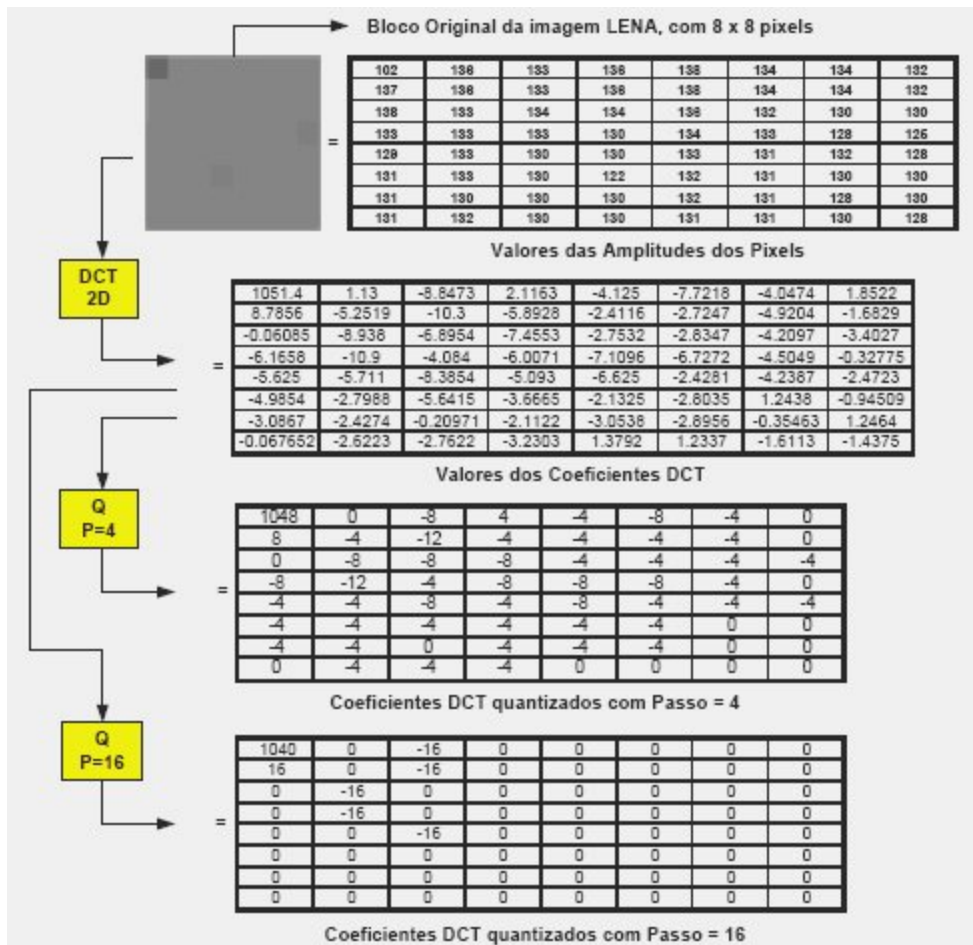 Bloco Original da imagem LENA, com 8 x 8 pixels
102 136 133 136 138 134 134 132
137 136 133 136 138 134 134 132
138 133 134 134 136 132 130 130
133 133 133 130 134 133 128 126
= 129 133 130 130 133 131 132 128
131 133 130 122 132 131 130 130
131 130 130 130 132 131 128 130
131 132 130 130 131 131 130 128
Valores das Amplitudes dos Pixels
DCT
2D
1051.4 1.13 -8.8473 2.1163 -4.125 -7.7218 -4.0474 1.8522
8.7856 -5.2519 -10.3 -5.8928 -2.4116 -2.7247 -4.9204 -1.6829
-0.06085 -8.938 -6.8954 -7.4553 -2.7532 -2.8347 -4.2097 -3.4027
= -6.1658 -10.9 -4.084 -6.0071 -7.1096 -6.7272 -4.5049 -0.32775
-5.625 -5.711 -8.3854 -5.093 -6.625 -2.4281 -4.2387 -2.4723
-4.9854 -2.7988 -5.6415 -3.6665 -2.1325 -2.8035 1.2438 -0.94509
-3.0867 -2.4274 -0.20971 -2.1122 -3.0538 -2.8956 -0.35463 1.2464
-0.067652 -2.6223 -2.7622 -3.2303 1.3792 1.2337 -1.6113 -1.4375
Valores dos Coeficientes DCT
Q
P=4
1048 0 -8 4 -4 -8 -4 0
8 -4 -12 -4 -4 -4 -4 0
0 -8 -8 -8 -4 -4 -4 -4
= -8 -12 -4 -8 -8 -8 -4 0
-4 -4 -8 -4 -8 -4 -4 -4
-4 -4 -4 -4 -4 -4 0 0
-4 -4 0 -4 -4 -4 0 0
0 -4 -4 -4 0 0 0 0
Coeficientes DCT quantizados com Passo = 4
Q
P=16
1040 0 -16 0 0 0 0 0
16 0 -16 0 0 0 0 0
0 -16 0 0 0 0 0 0
0 -16 0 0 0 0 0 0
= 0 0 -16 0 0 0 0 0
0 0 0 0 0 0 0 0
0 0 0 0 0 0 0 0
0 0 0 0 0 0 0 0
Coeficientes DCT quantizados com Passo = 16